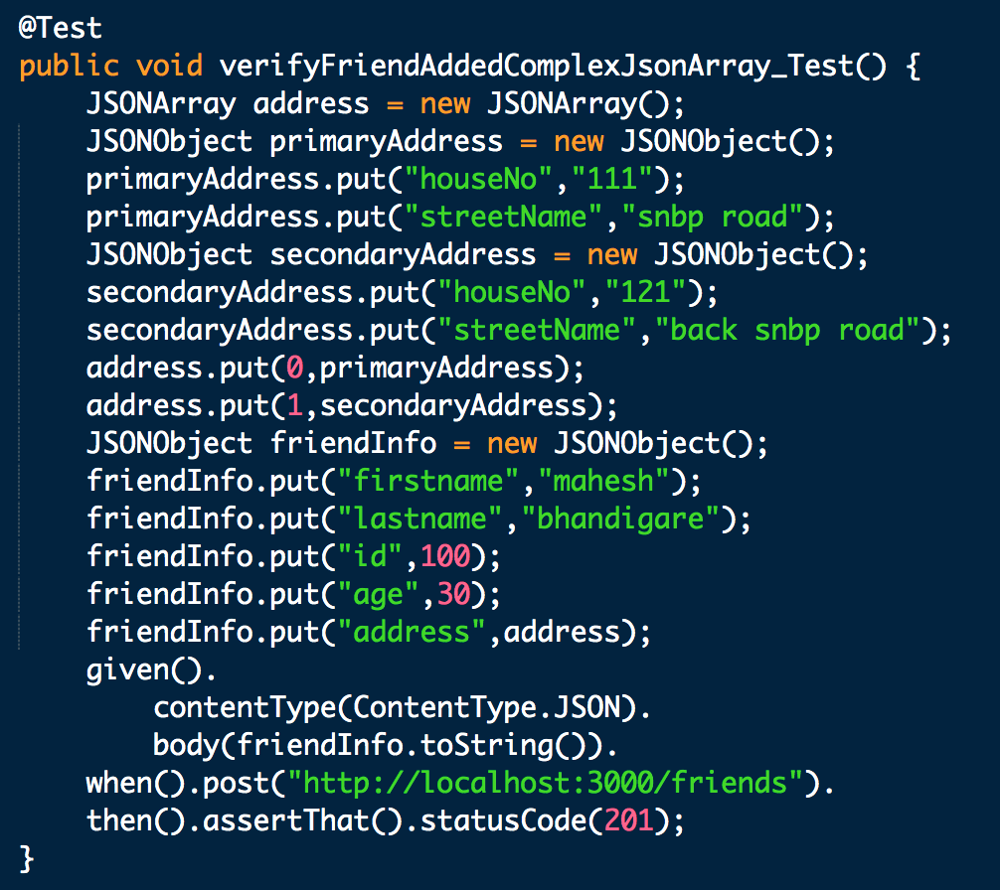 @Test
public void verifyFriendAddedComplexJsonArray_Test() {
    JSONArray address = new JSONArray();
    JSONObject primaryAddress = new JSONObject();
    primaryAddress.put("houseNo","111");
    primaryAddress.put("streetName","snbp road");
    JSONObject secondaryAddress = new JSONObject();
    secondaryAddress.put("houseNo","121");
    secondaryAddress.put("streetName","back snbp road");
    address.put(0,primaryAddress);
    address.put(1,secondaryAddress);
    JSONObject friendInfo = new JSONObject();
    friendInfo.put("firstname","mahesh");
    friendInfo.put("lastname","bhandigare");
    friendInfo.put("id",100);
    friendInfo.put("age",30);
    friendInfo.put("address",address);
    given().
        contentType(ContentType.JSON).
        body(friendInfo.toString()).
    when().post("http://localhost:3000/friends").
    then().assertThat().statusCode(201);
}